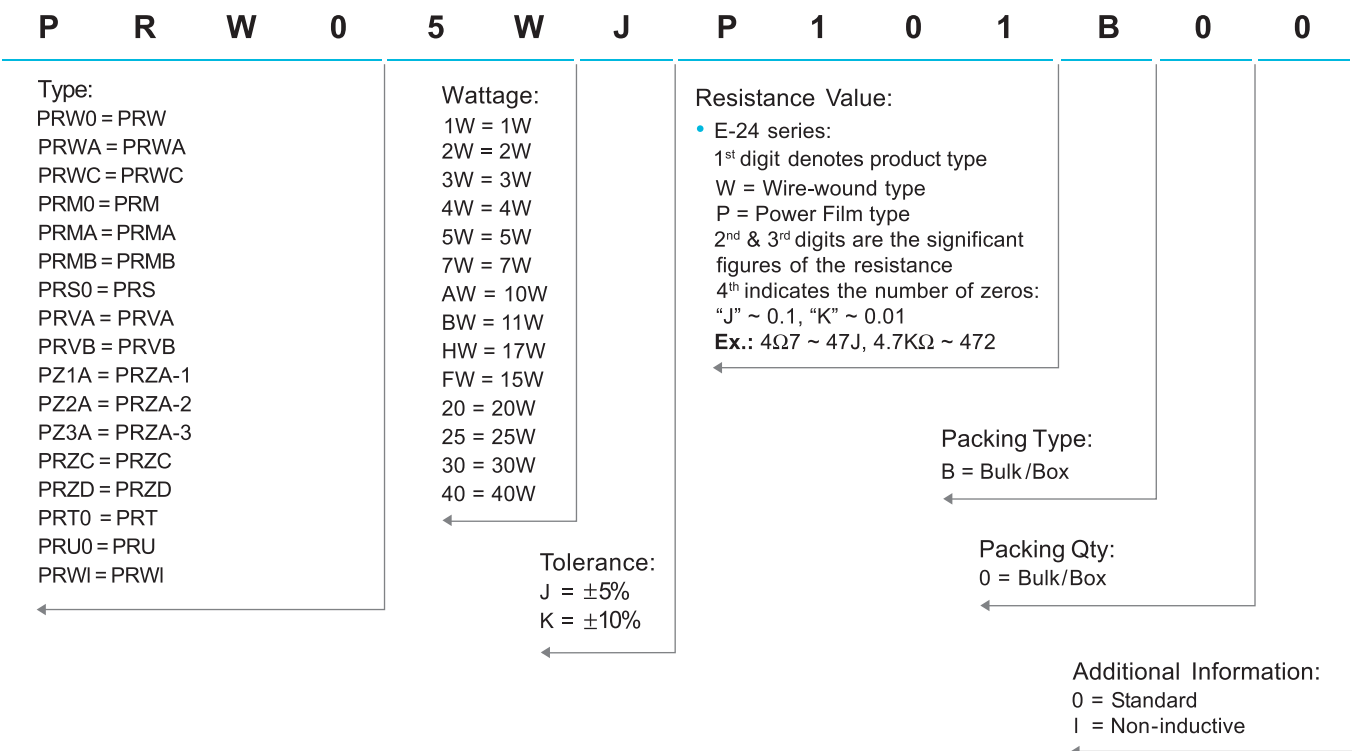 P R W 0 5 W J P 1 0 1 B 0 0
Type:
PRW0 = PRW
PRWA = PRWA
PRWC = PRWC
PRM0 = PRM
PRMA = PRMA
PRMB = PRMB
PRS0 = PRS
PRVA = PRVA
PRVB = PRVB
PZ1A = PRZA-1
PZ2A = PRZA-2
PZ3A = PRZA-3
PRZC = PRZC
PRZD = PRZD
PRT0 = PRT
PRU0 = PRU
PRWI = PRWI
Wattage:
1W = 1W
2W = 2W
3W = 3W
4W = 4W
5W = 5W
7W = 7W
AW = 10W
BW = 11W
HW = 17W
FW = 15W
20 = 20W
25 = 25W
30 = 30W
40 = 40W
Tolerance:
J = ±5%
K = ±10%
Resistance Value:
• E-24 series:
1st digit denotes product type
W = Wire-wound type
P = Power Film type
2nd & 3rd digits are the significant
figures of the resistance
4th indicates the number of zeros:
“J” ~ 0.1, “K” ~ 0.01
Ex.: 4Ω7 ~ 47J, 4.7KΩ ~ 472
Packing Type:
B = Bulk/Box
Packing Qty:
0 = Bulk/Box
Additional Information:
0 = Standard
I = Non-inductive